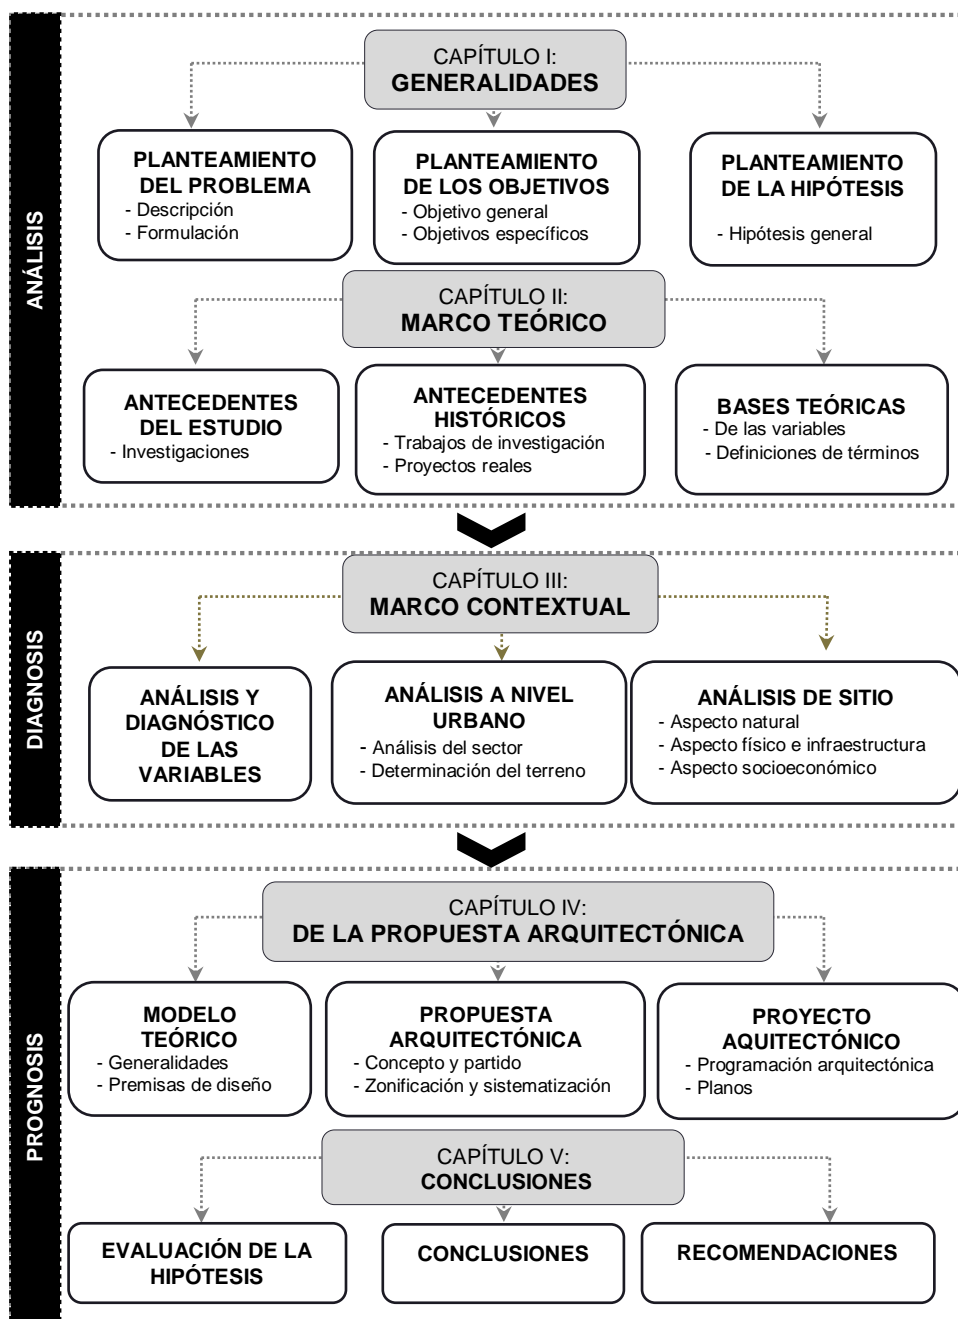 ANÁLISIS
CAPÍTULO I:
GENERALIDADES
PLANTEAMIENTO
DEL PROBLEMA
- Descripción
- Formulación
PLANTEAMIENTO
DE LOS OBJETIVOS
- Objetivo general
- Objetivos específicos
PLANTEAMIENTO
DE LA HIPÓTESIS
- Hipótesis general
CAPÍTULO II:
MARCO TEÓRICO
ANTECEDENTES
DEL ESTUDIO
- Investigaciones
ANTECEDENTES
HISTÓRICOS
- Trabajos de investigación
- Proyectos reales
BASES TEÓRICAS
- De las variables
- Definiciones de términos
DIAGNOSIS
CAPÍTULO III:
MARCO CONTEXTUAL
ANÁLISIS Y
DIAGNÓSTICO
DE LAS
VARIABLES
ANÁLISIS A NIVEL
URBANO
- Análisis del sector
- Determinación del terreno
ANÁLISIS DE SITIO
- Aspecto natural
- Aspecto físico e infraestructura
- Aspecto socioeconómico
PROGNOSIS
CAPÍTULO IV:
DE LA PROPUESTA ARQUITECTÓNICA
MODELO
TEÓRICO
- Generalidades
- Premisas de diseño
PROPUESTA
ARQUITECTÓNICA
- Concepto y partido
- Zonificación y sistematización
PROYECTO
AQUITECTÓNICO
- Programación arquitectónica
- Planos
CAPÍTULO V:
CONCLUSIONES
EVALUACIÓN DE LA
HIPÓTESIS
CONCLUSIONES
RECOMENDACIONES